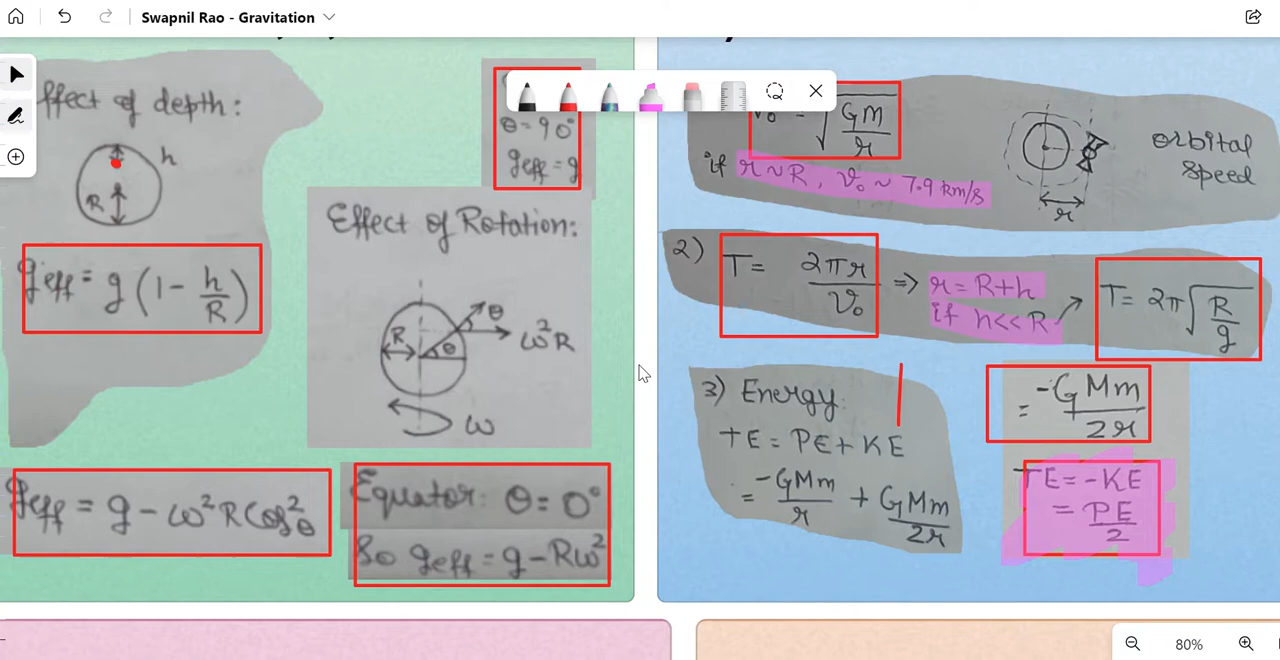 Swapnil Rao - Gravitation
ffect of depth:
h
R
geff = g (1 - h/R)
θ = 90°
geff = g
Effect of Rotation:
R
θ
θ
ω²R
ω
geff = g - ω²R Cos²θ
Equator: θ = 0°
So geff = g - Rω²
√GM/r
if r ~ R, v₀ ~ 7.9 km/s
orbital
speed
r
2) T = 2πr/V₀ => r = R+h
if h<<R
T = 2π√R/g
3) Energy:
TE = PE + KE
= -GMm/r + GMm/2r
= -GMm/2r
TE = -KE
= PE/2
80%